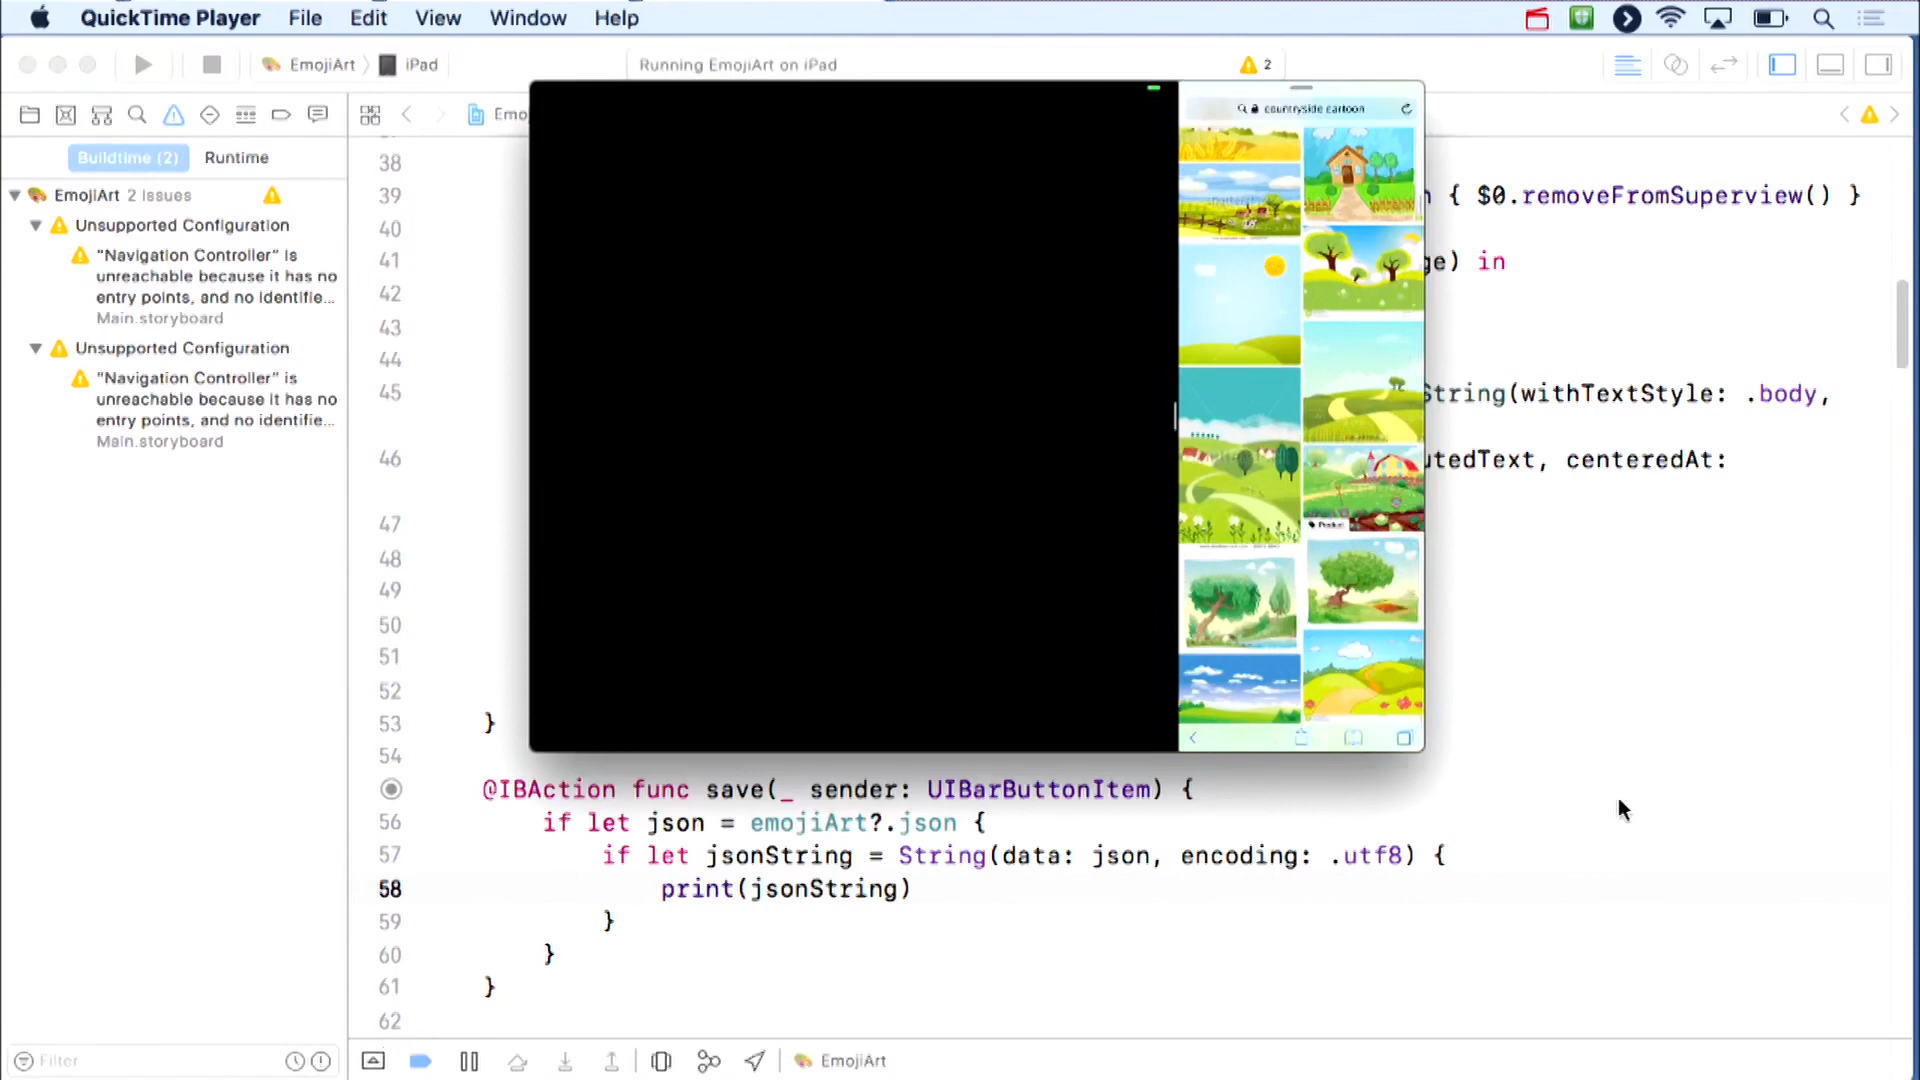 QuickTime Player File Edit View Window Help
EmojiArt iPad
Running EmojiArt on iPad
2
Emo
Buildtime (2) Runtime
EmojiArt 2 issues
Unsupported Configuration
"Navigation Controller" is
unreachable because it has no
entry points, and no identifie...
Main.storyboard
Unsupported Configuration
"Navigation Controller" is
unreachable because it has no
entry points, and no identifie...
Main.storyboard
countryside cartoon
Product
38
39 { $0.removeFromSuperview() }
40
41 ge) in
42
43
44
45 String(withTextStyle: .body,
46 utedText, centeredAt:
47
48
49
50
51
52
53 }
54
@IBAction func save(_ sender: UIBarButtonItem) {
56 if let json = emojiArt?.json {
57 if let jsonString = String(data: json, encoding: .utf8) {
58 print(jsonString)
59 }
60 }
61 }
62
Filter
EmojiArt